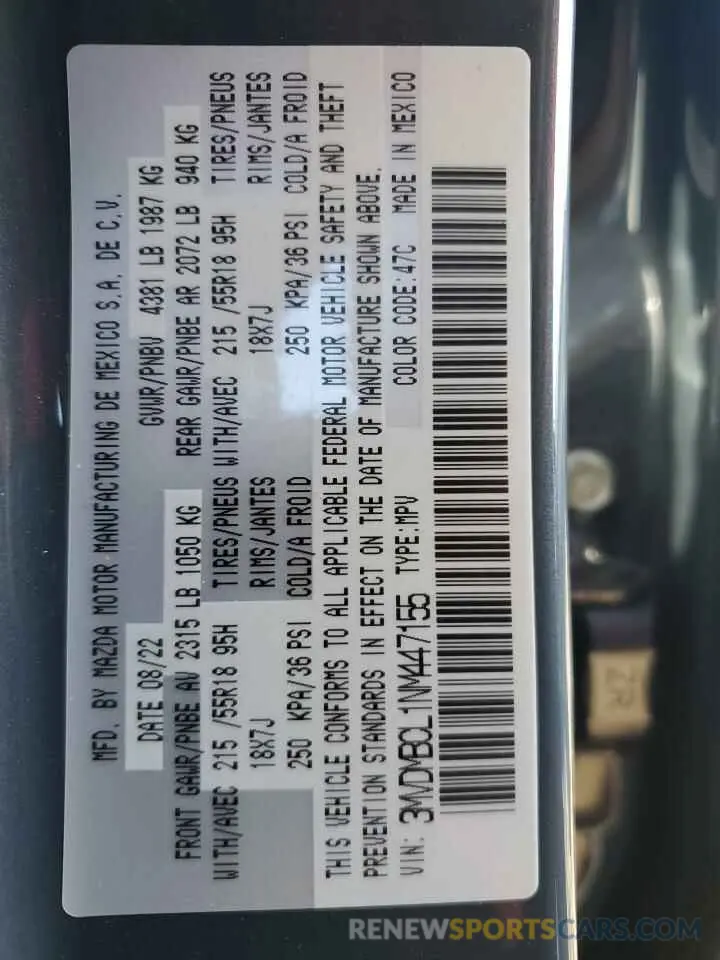 MFD. BY MAZDA MOTOR MANUFACTURING DE MEXICO S.A. DE C.V.
DATE 08/22 GVWR/PNBV 4381 LB 1987 KG
FRONT GAWR/PNBE AV 2315 LB 1050 KG REAR GAWR/PNBE AR 2072 LB 940 KG
WITH/AVEC 215 /55R18 95H TIRES/PNEUS WITH/AVEC 215 /55R18 95H TIRES/PNEUS
18X7J RIMS/JANTES 18X7J RIMS/JANTES
250 KPA/36 PSI COLD/A FROID 250 KPA/36 PSI COLD/A FROID
THIS VEHICLE CONFORMS TO ALL APPLICABLE FEDERAL MOTOR VEHICLE SAFETY AND THEFT
PREVENTION STANDARDS IN EFFECT ON THE DATE OF MANUFACTURE SHOWN ABOVE.
VIN: 3MVDMBCL1NM447155 TYPE:MPV COLOR CODE:47C MADE IN MEXICO
ZR
RENEWSPORTSCARS.COM